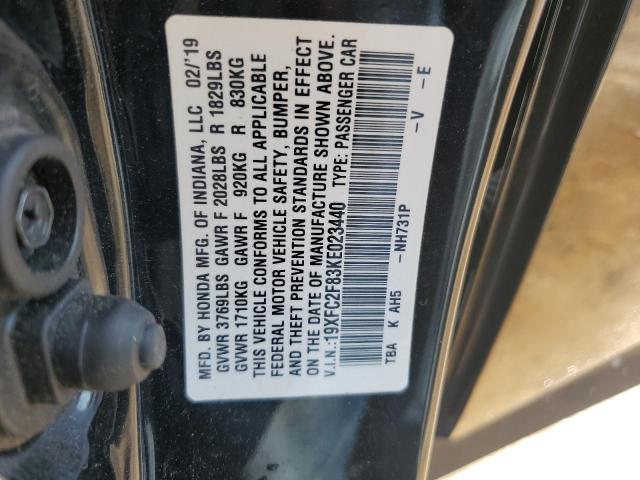 MFD. BY HONDA MFG. OF INDIANA, LLC 02/'19
GVWR 3769LBS GAWR F 2028LBS R 1829LBS
GVWR 1710KG GAWR F 920KG R 830KG
THIS VEHICLE CONFORMS TO ALL APPLICABLE
FEDERAL MOTOR VEHICLE SAFETY, BUMPER,
AND THEFT PREVENTION STANDARDS IN EFFECT
ON THE DATE OF MANUFACTURE SHOWN ABOVE.
V.I.N.:19XFC2F83KE023440 TYPE: PASSENGER CAR
TBA K AH5 -NH731P -V -E